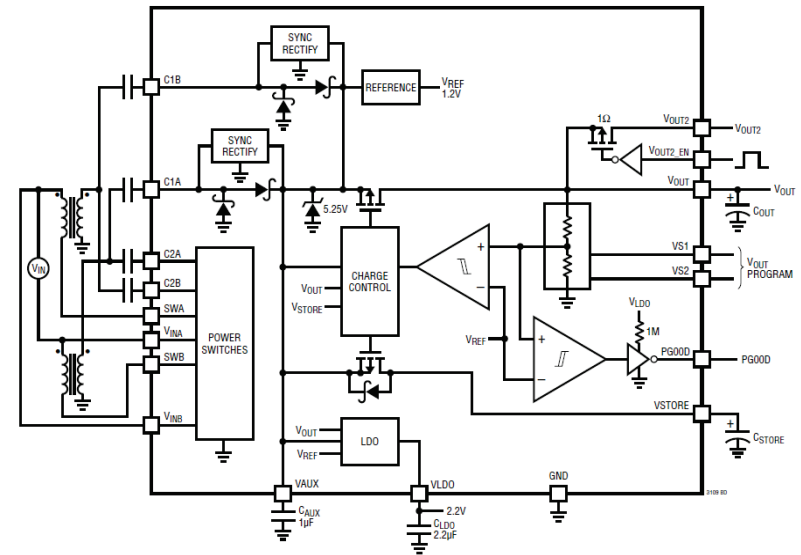 SYNC
RECTIFY
C1B
REFERENCE
VREF
1.2V
1Ω
VOUT2
VOUT2
SYNC
RECTIFY
VOUT2_EN
C1A
VOUT
VOUT
5.25V
+
COUT
C2A
CHARGE
CONTROL
+
VS1
VOUT
PROGRAM
VIN
VOUT
VS2
C2B
VSTORE
–
VLDO
SWA
POWER
SWITCHES
1M
VINA
VREF
+
PGOOD
PGOOD
SWB
–
VSTORE
VINB
VOUT
LDO
+
CSTORE
VREF
VAUX
VLDO
GND
3109 BD
CAUX
1µF
2.2V
CLDO
2.2µF